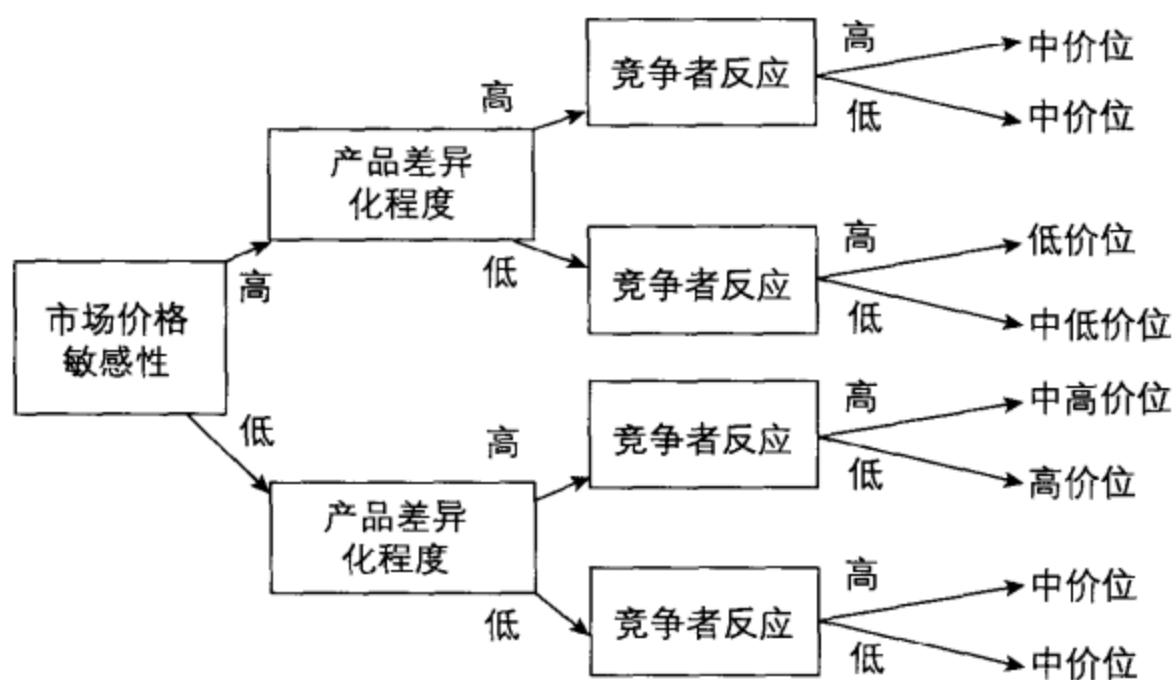 市场价格
敏感性
高
低
产品差异
化程度
高
低
产品差异
化程度
高
低
竞争者反应
高
低
中价位
中价位
竞争者反应
高
低
低价位
中低价位
竞争者反应
高
低
中高价位
高价位
竞争者反应
高
低
中价位
中价位